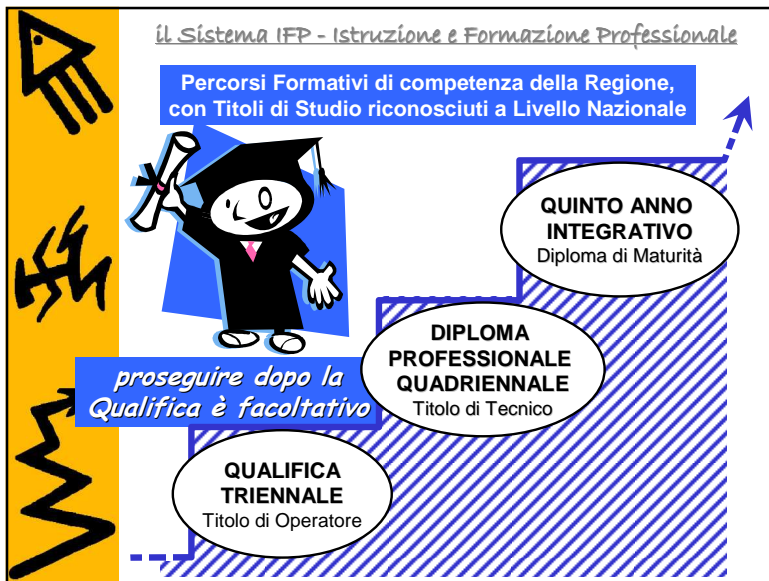 il Sistema IFP - Istruzione e Formazione Professionale
Percorsi Formativi di competenza della Regione,
con Titoli di Studio riconosciuti a Livello Nazionale
QUINTO ANNO
INTEGRATIVO
Diploma di Maturità
DIPLOMA
PROFESSIONALE
QUADRIENNALE
Titolo di Tecnico
proseguire dopo la
Qualifica è facoltativo
QUALIFICA
TRIENNALE
Titolo di Operatore